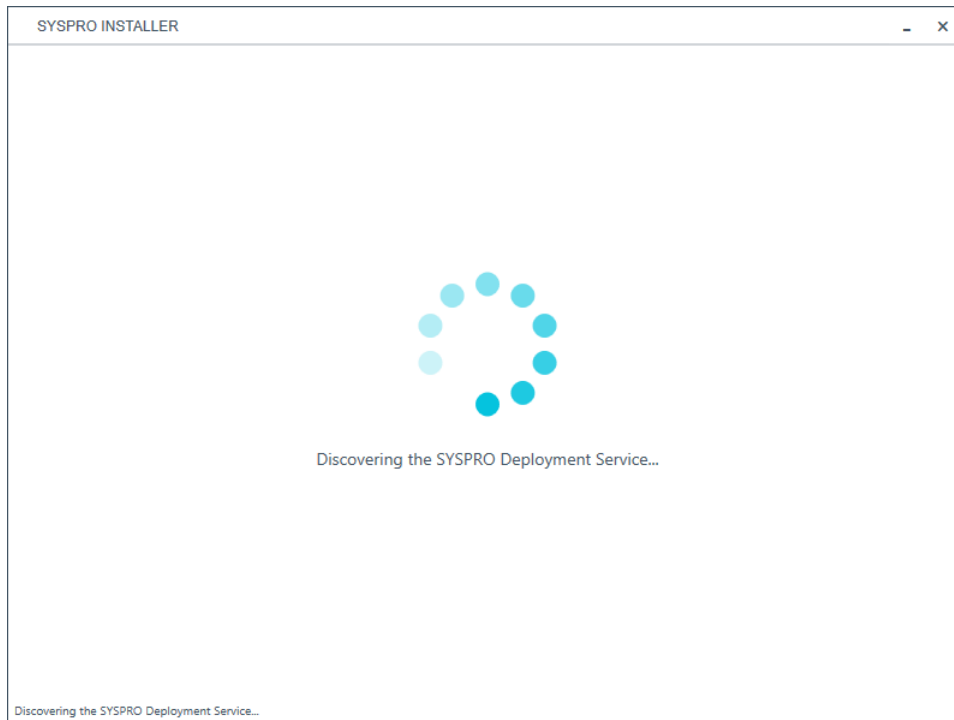 SYSPRO INSTALLER
Discovering the SYSPRO Deployment Service...
Discovering the SYSPRO Deployment Service...